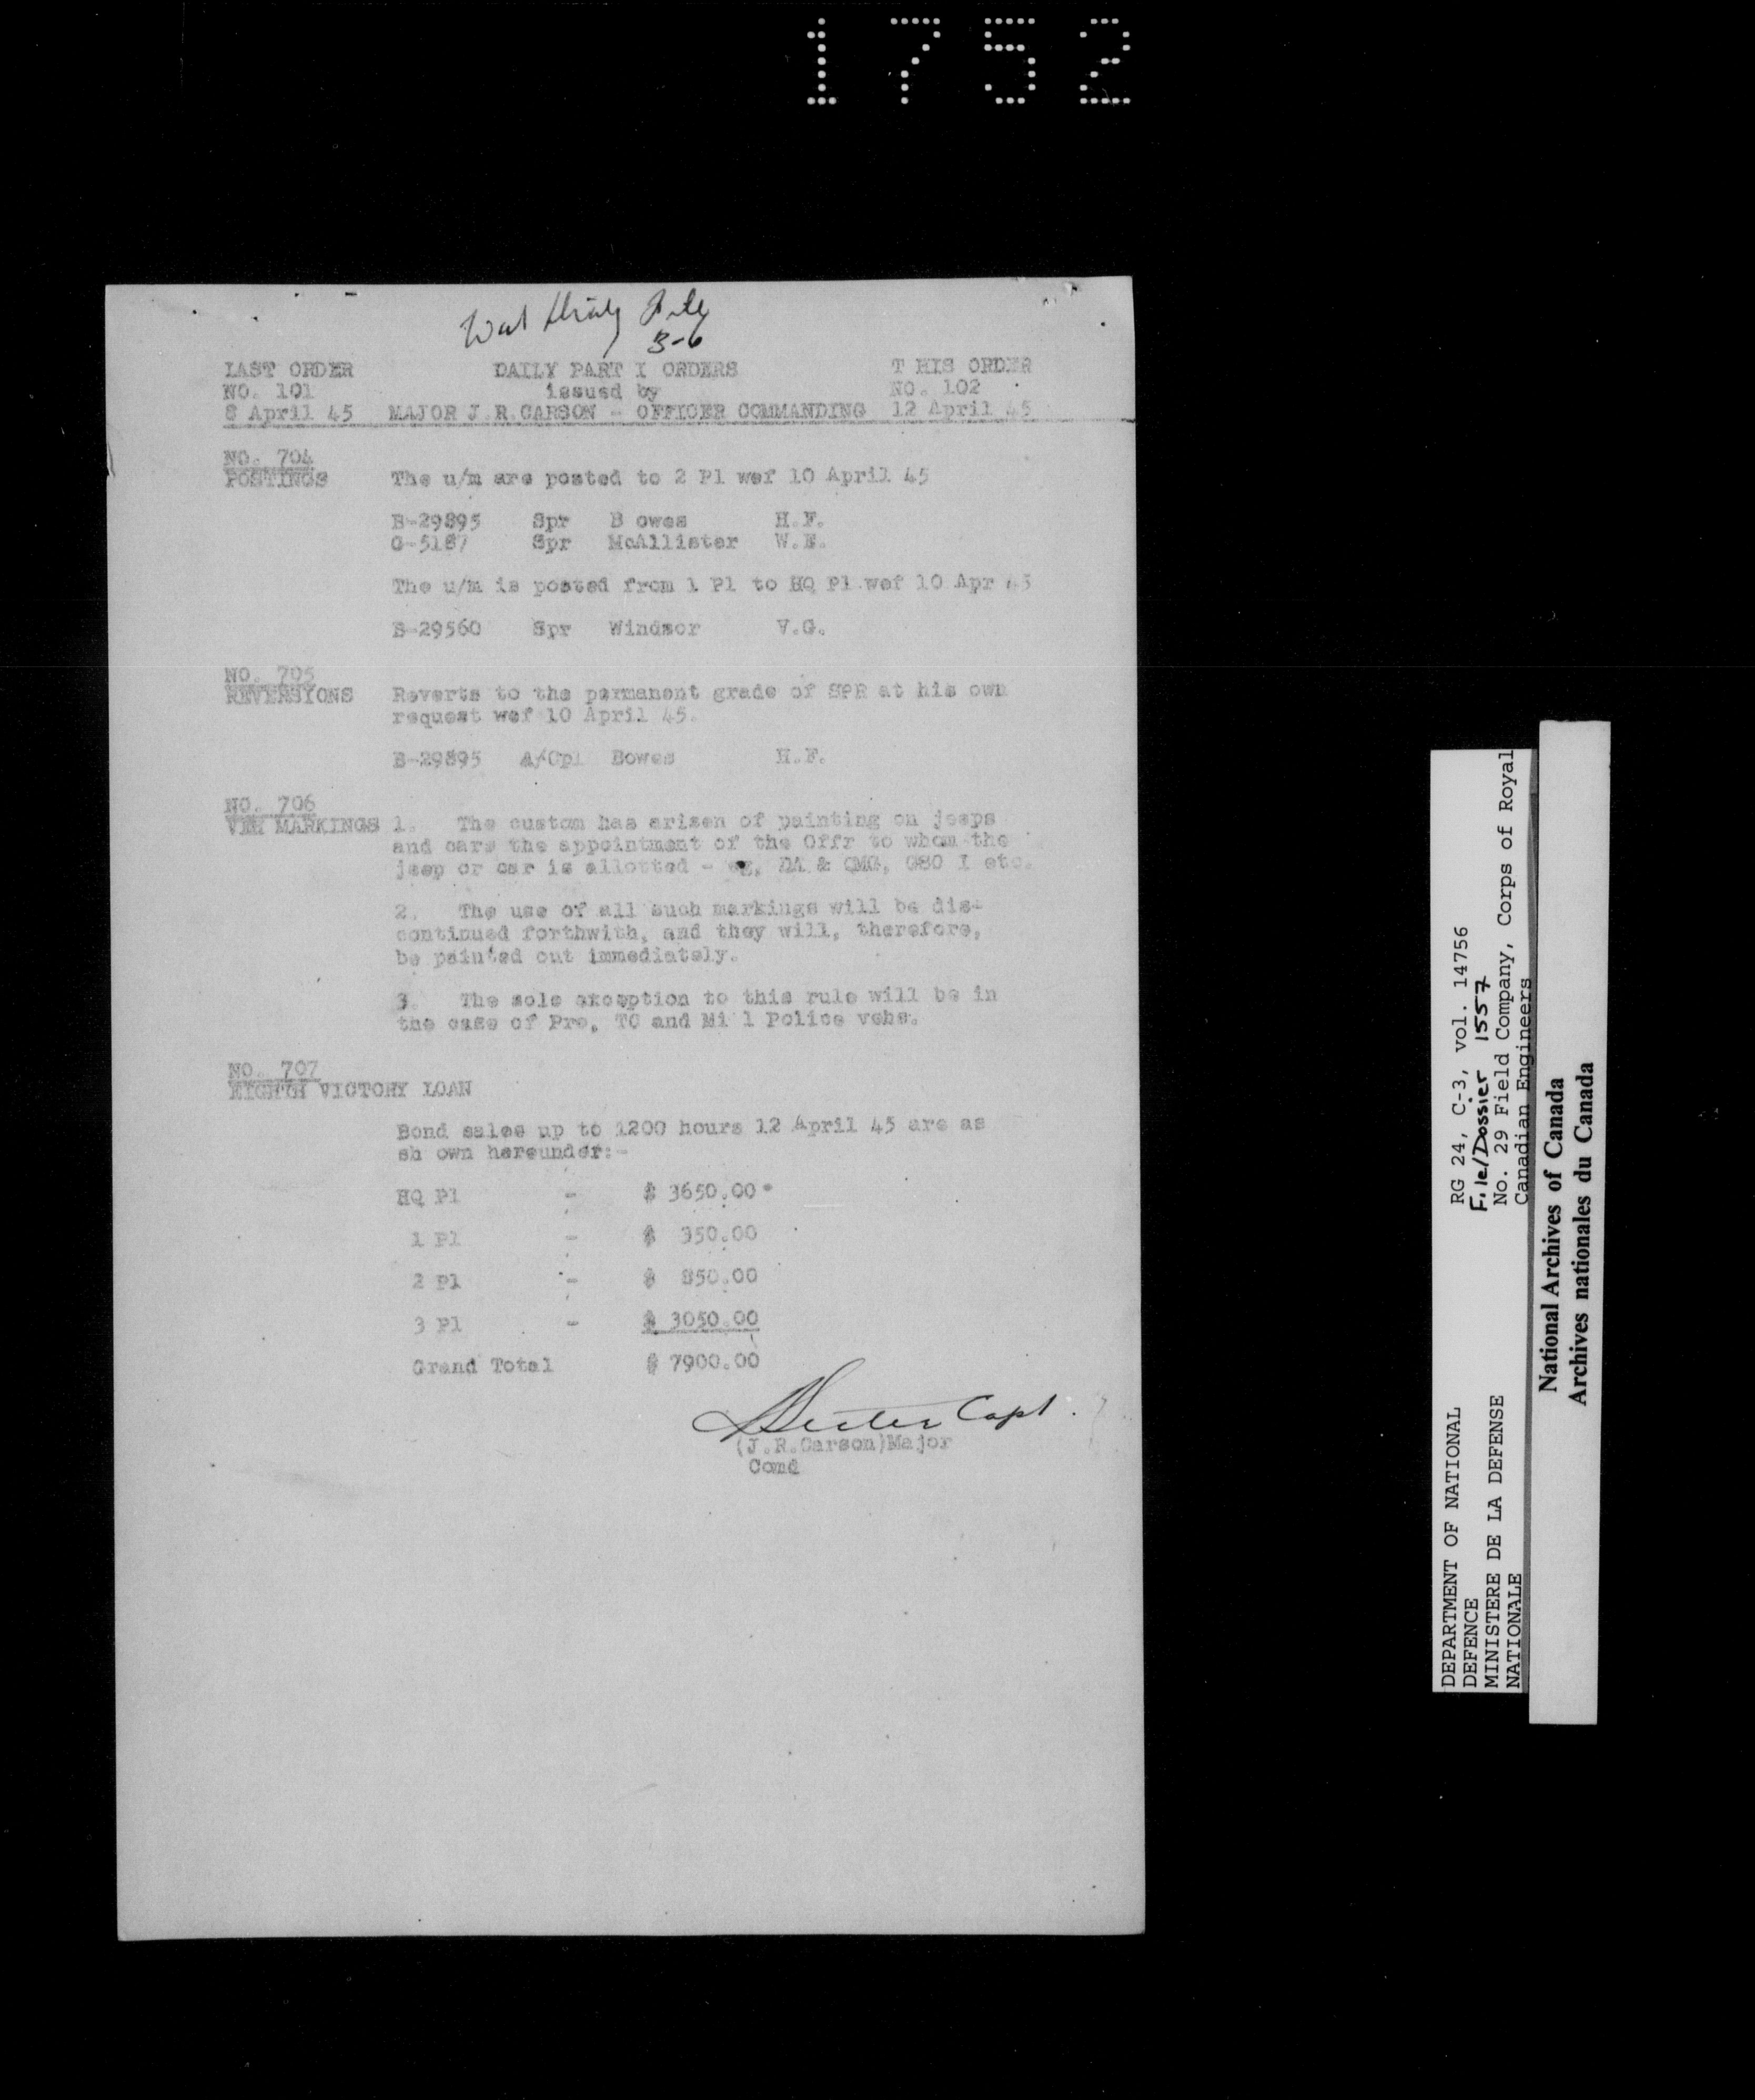 1752
War Diary File
3-6
LAST ORDER DAILY PART I ORDERS T HIS ORDER
NO. 101 issued by NO. 102
8 April 45 MAJOR J.R.CARSON - OFFICER COMMANDING 12 April 45
NO. 704
POSTINGS The u/m are posted to 2 Pl wef 10 April 45
B-29895 Spr B owes H.F.
G-5187 Spr McAllister W.E.
The u/m is posted from 1 Pl to HQ Pl wef 10 Apr 45
B-29560 Spr Windsor V.G.
NO. 705
REVERSIONS Reverts to the permanent grade of SPR at his own
request wef 10 April 45.
B-29895 A/Cpl Bowes H.F.
NO. 706
VEH MARKINGS 1. The custom has arisen of painting on jeeps
and cars the appointment of the Offr to whom the
jeep or car is allotted - eg, DA & QMG, GSO I etc.
2. The use of all such markings will be dis-
continued forthwith, and they will, therefore,
be painted out immediately.
3. The sole exception to this rule will be in
the case of Pro, TC and Mi l Police vehs.
NO. 707
EIGHTH VICTORY LOAN
Bond sales up to 1200 hours 12 April 45 are as
sh own hereunder:-
HQ Pl - $ 3650.00
1 Pl - $ 350.00
2 Pl - $ 850.00
3 Pl - $ 3050.00
Grand Total $ 7900.00
Capt.
(J.R.Carson)Major
Comd
RG 24, C-3, vol. 14756
File/Dossier 1557
No. 29 Field Company, Corps of Royal
Canadian Engineers
DEPARTMENT OF NATIONAL
DEFENCE
MINISTERE DE LA DEFENSE
NATIONALE
National Archives of Canada
Archives nationales du Canada